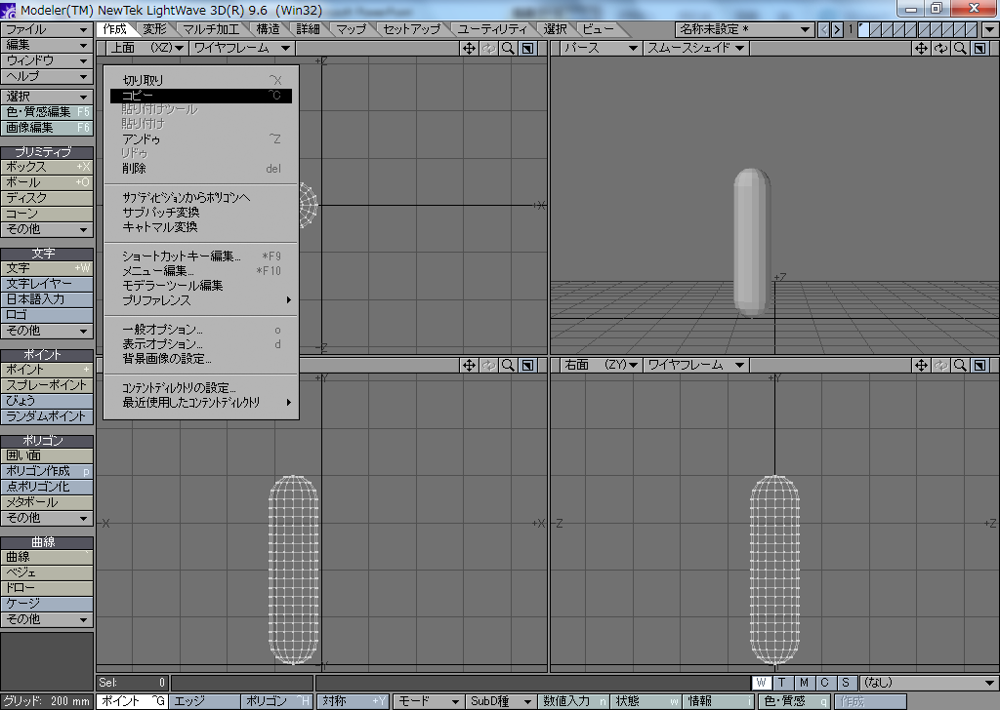 Modeler(TM) NewTek LightWave 3D(R) 9.6 (Win32)
ファイル
作成 変形 マルチ加工 構造 詳細 マップ セットアップ ユーティリティ 選択 ビュー
名称未設定 *
1
編集
ウィンドウ
ヘルプ
上面 (XZ) ワイヤフレーム
パース スムースシェイド
選択
色・質感編集 F5
画像編集 F6
プリミティブ
ボックス +X
ボール +O
ディスク
コーン
その他
文字
文字 +W
文字レイヤー
日本語入力
ロゴ
その他
ポイント
ポイント +
スプレーポイント
びょう
ランダムポイント
ポリゴン
囲い面
ポリゴン作成 p
点ポリゴン化
メタボール
その他
曲線
曲線
ベジェ
ドロー
ケージ
その他
切り取り ^X
コピー ^C
貼り付けツール
貼り付け
アンドゥ ^Z
リドゥ
削除 del
サブディビジョンからポリゴンへ
サブパッチ変換
キャトマル変換
ショートカットキー編集... *F9
メニュー編集... *F10
モデラーツール編集
プリファレンス
一般オプション... o
表示オプション... d
背景画像の設定...
コンテントディレクトリの設定...
最近使用したコンテントディレクトリ
+Z
+X
-Z
+Z
右面 (ZY) ワイヤフレーム
+Y
+Y
-X
+X
-Z
+Z
-Y
Sel: 0
W T M C S (なし)
グリッド: 200 mm
ポイント ^G エッジ ポリゴン ^H 対称 +Y モード SubD種 数値入力 n 状態 w 情報 i 色・質感 q 作成